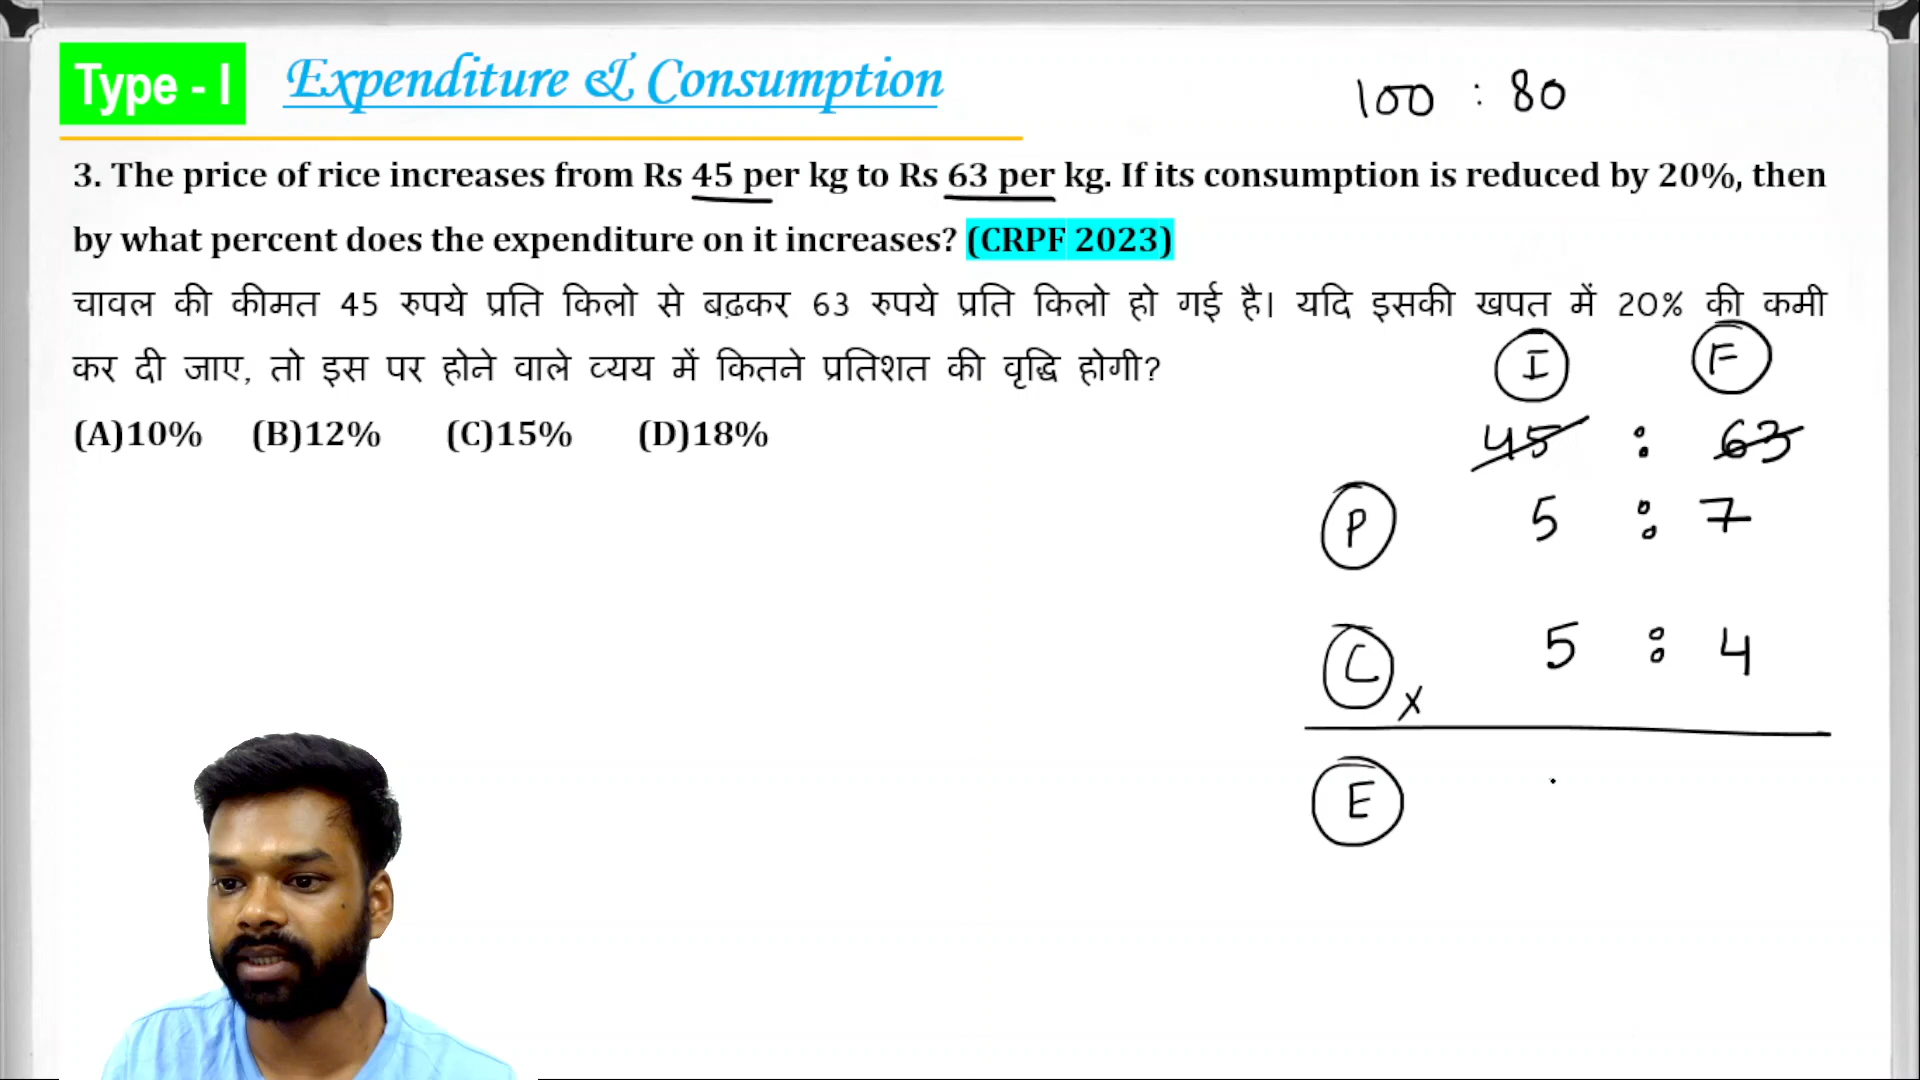 Type - I Expenditure & Consumption
100 : 80
3. The price of rice increases from Rs 45 per kg to Rs 63 per kg. If its consumption is reduced by 20%, then
by what percent does the expenditure on it increases? (CRPF 2023)
चावल की कीमत 45 रुपये प्रति किलो से बढ़कर 63 रुपये प्रति किलो हो गई है। यदि इसकी खपत में 20% की कमी
कर दी जाए, तो इस पर होने वाले व्यय में कितने प्रतिशत की वृद्धि होगी?
(A)10% (B)12% (C)15% (D)18%
I F
45 : 63
P 5 : 7
C 5 : 4
x
E